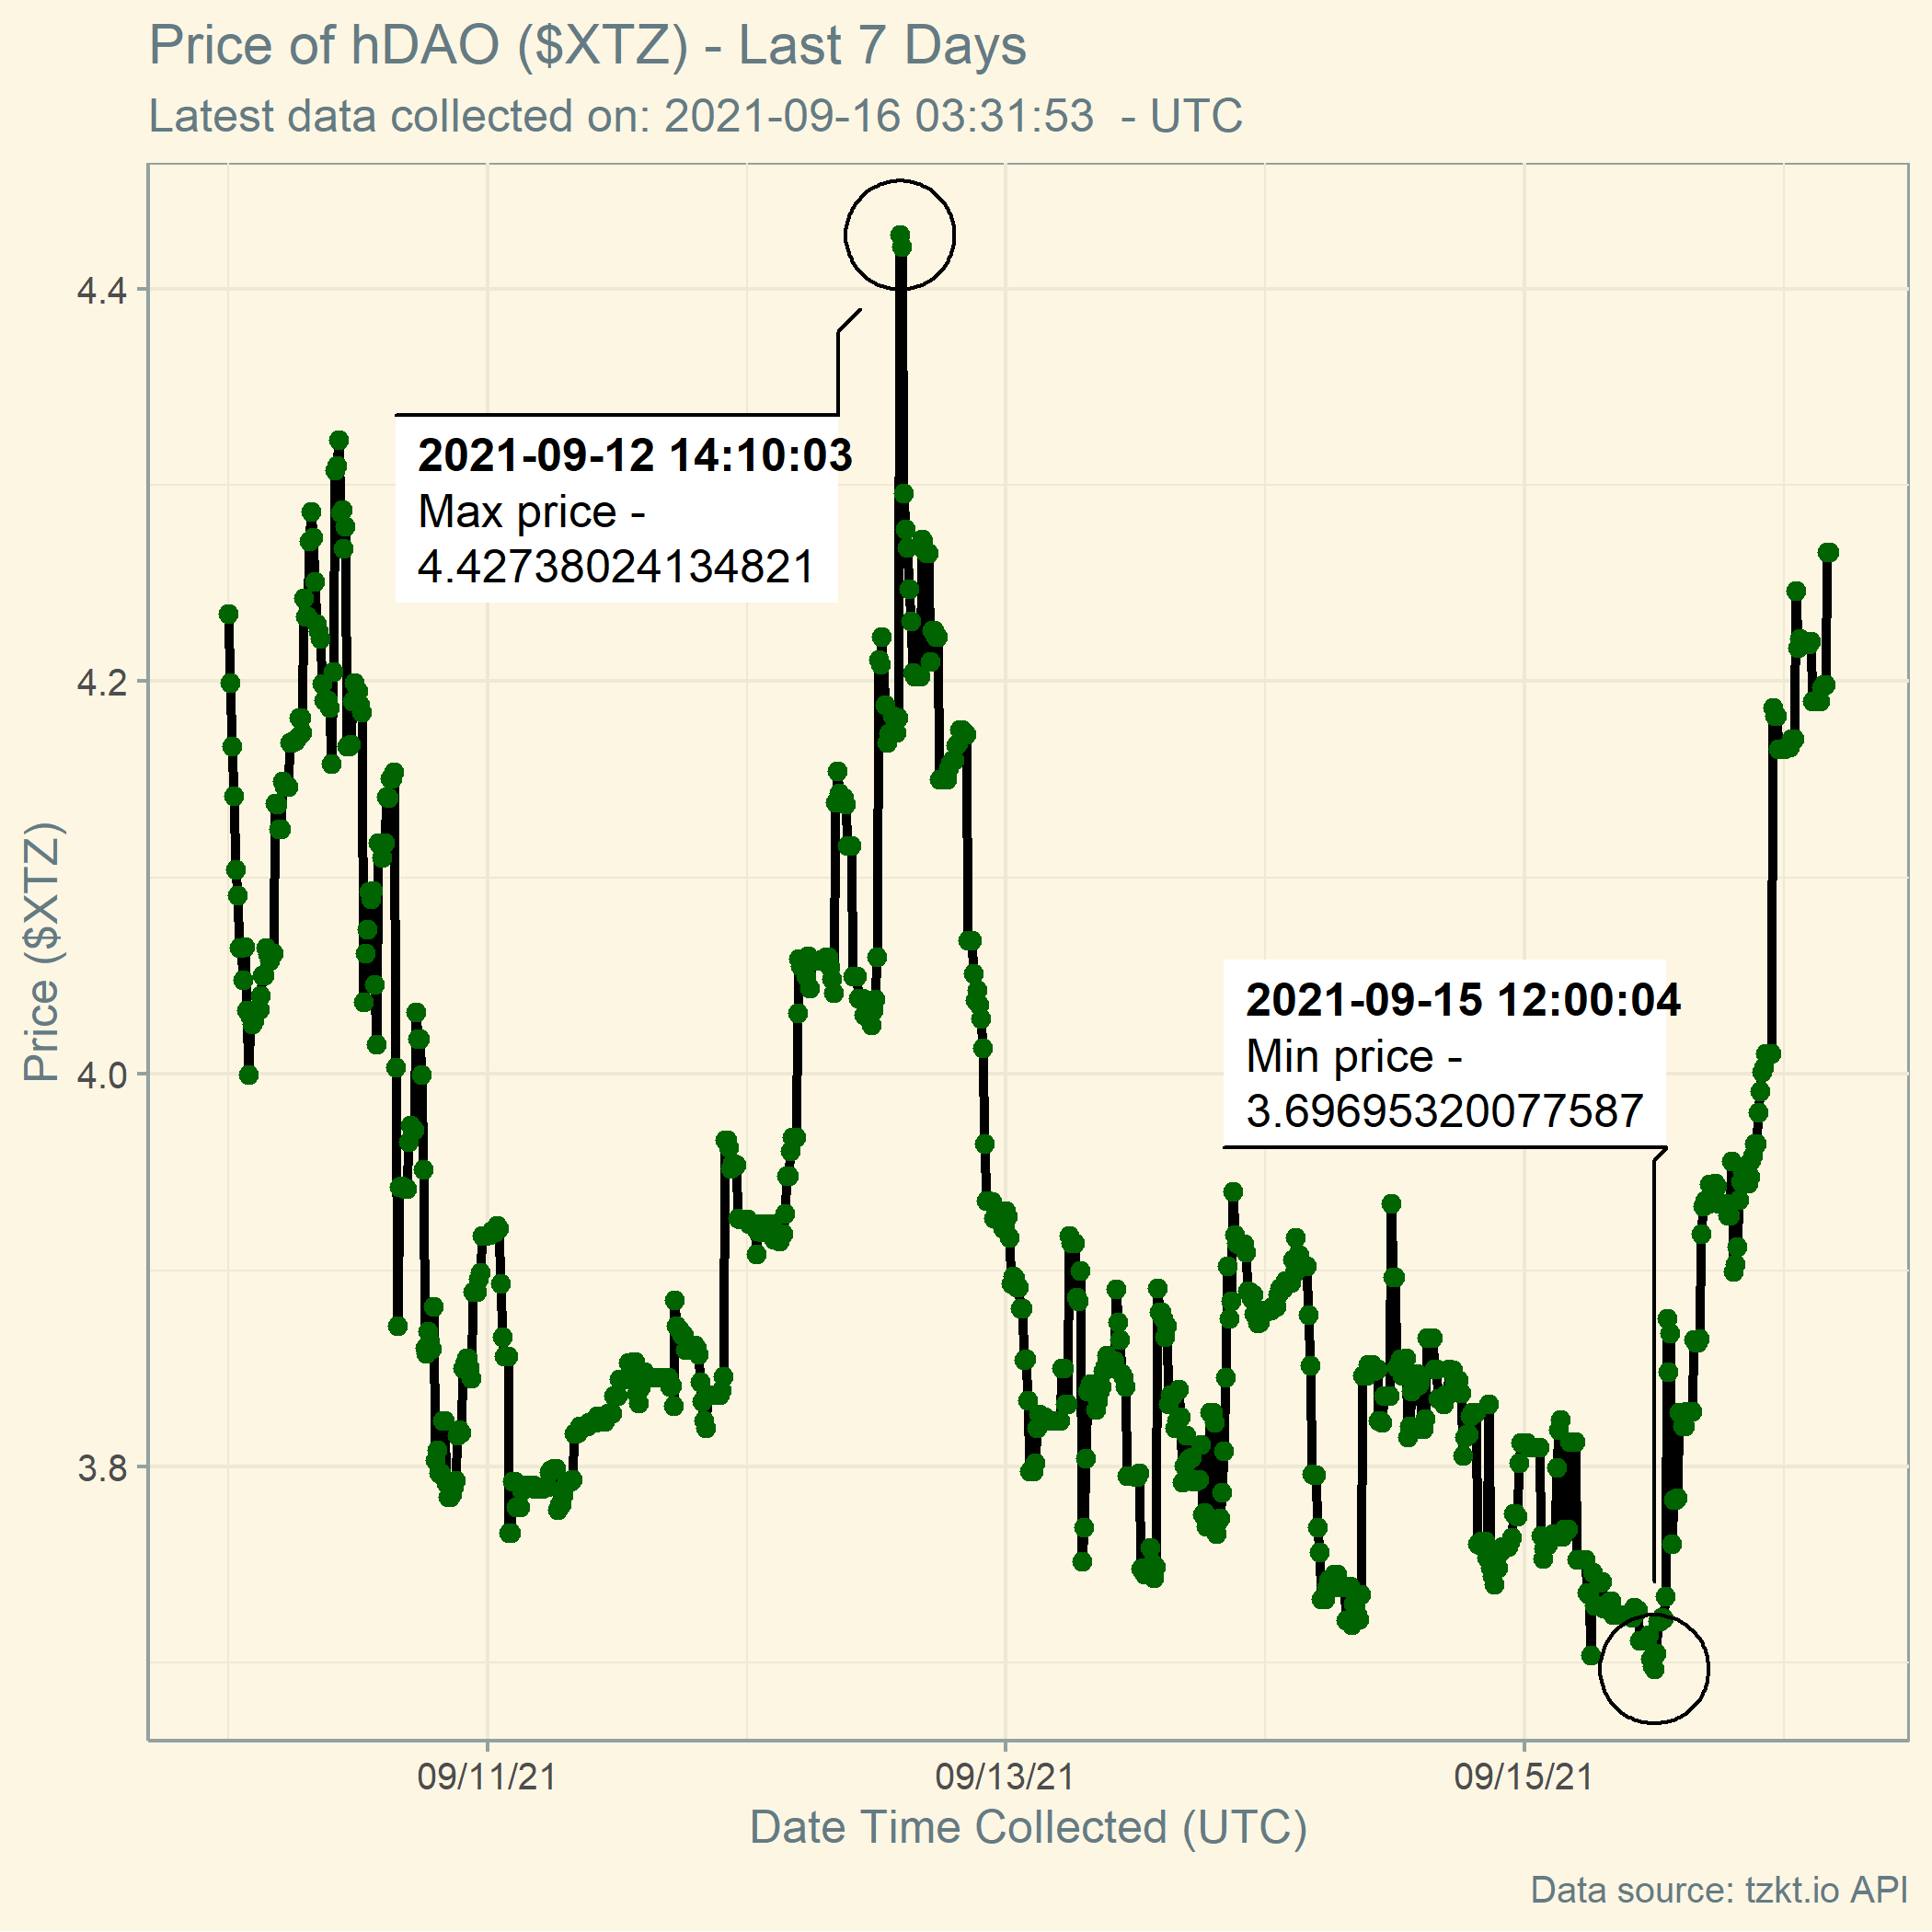 Price of hDAO ($XTZ) - Last 7 Days
Latest data collected on: 2021-09-16 03:31:53  - UTC
Price ($XTZ)
4.4
4.2
4.0
3.8
2021-09-12 14:10:03
Max price -
4.42738024134821
2021-09-15 12:00:04
Min price -
3.69695320077587
09/11/21
09/13/21
09/15/21
Date Time Collected (UTC)
Data source: tzkt.io API